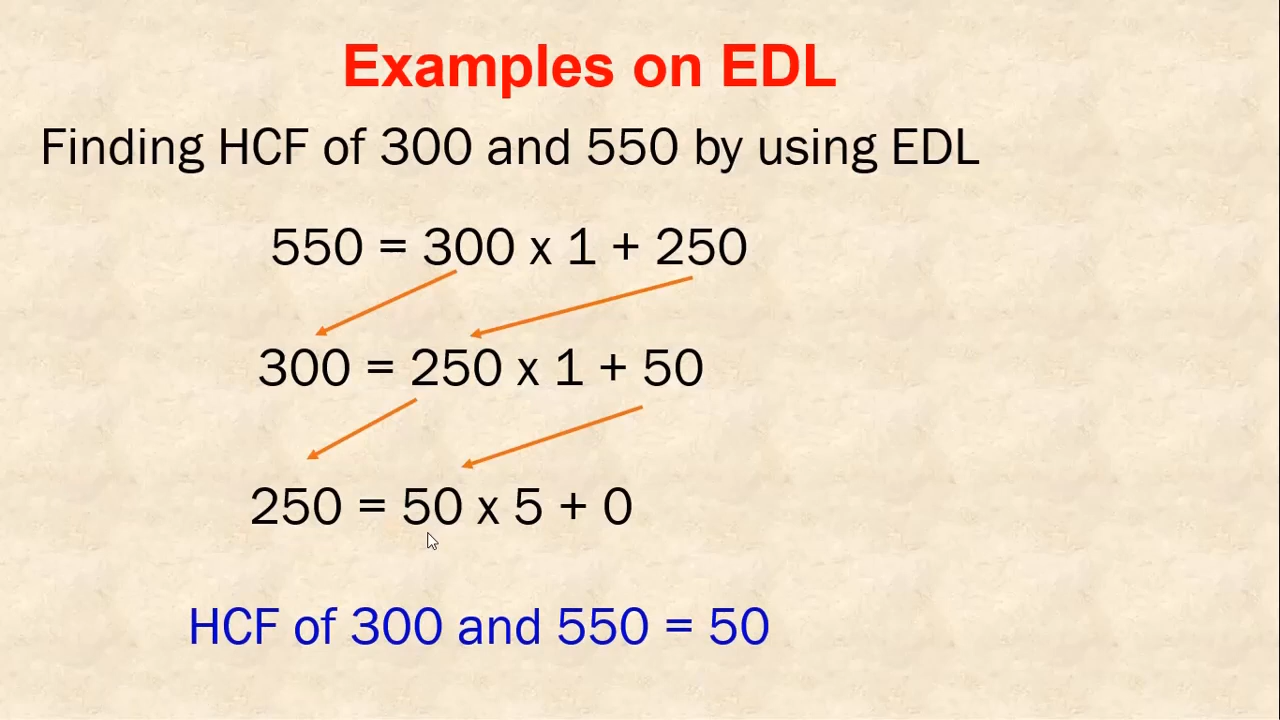 Examples on EDL
Finding HCF of 300 and 550 by using EDL
550 = 300 x 1 + 250
300 = 250 x 1 + 50
250 = 50 x 5 + 0
HCF of 300 and 550 = 50